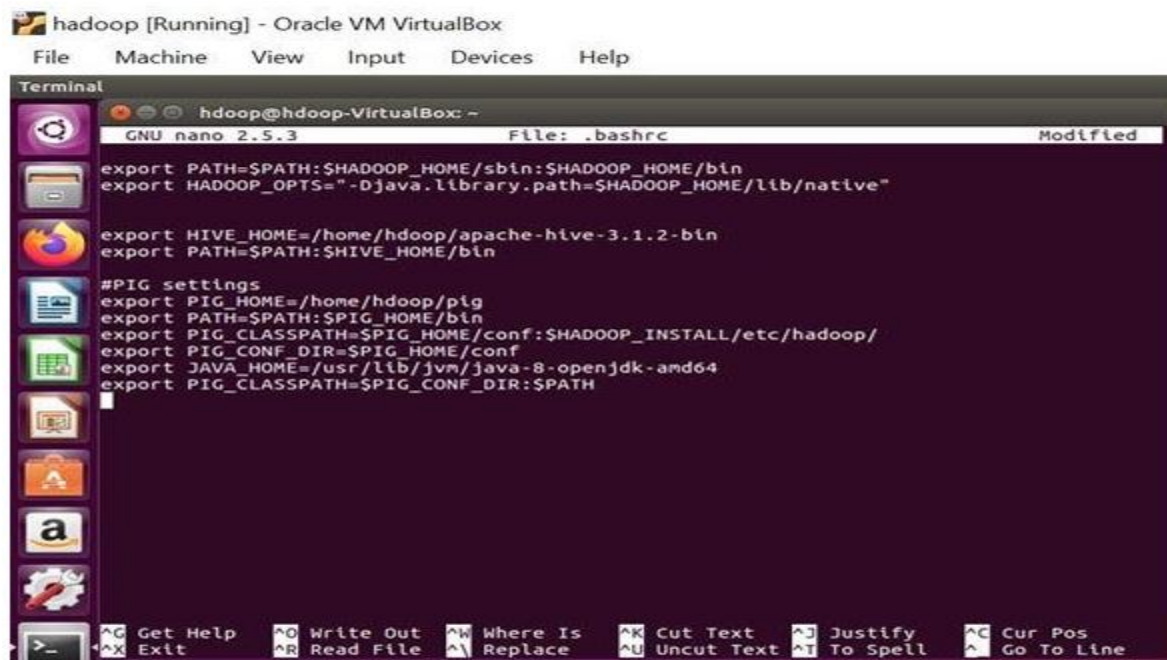 hadoop [Running] - Oracle VM VirtualBox
File Machine View Input Devices Help
Terminal
hdoop@hdoop-VirtualBox: ~
GNU nano 2.5.3 File: .bashrc Modified
export PATH=$PATH:$HADOOP_HOME/sbin:$HADOOP_HOME/bin
export HADOOP_OPTS="-Djava.library.path=$HADOOP_HOME/lib/native"
export HIVE_HOME=/home/hdoop/apache-hive-3.1.2-bin
export PATH=$PATH:$HIVE_HOME/bin
#PIG settings
export PIG_HOME=/home/hdoop/pig
export PATH=$PATH:$PIG_HOME/bin
export PIG_CLASSPATH=$PIG_HOME/conf:$HADOOP_INSTALL/etc/hadoop/
export PIG_CONF_DIR=$PIG_HOME/conf
export JAVA_HOME=/usr/lib/jvm/java-8-openjdk-amd64
export PIG_CLASSPATH=$PIG_CONF_DIR:$PATH
^G Get Help ^O Write Out ^W Where Is ^K Cut Text ^J Justify ^C Cur Pos
^X Exit ^R Read File ^\ Replace ^U Uncut Text ^T To Spell ^_ Go To Line